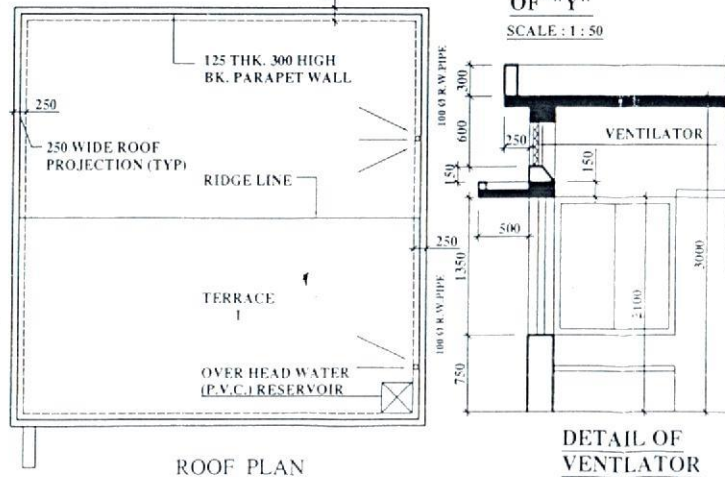 OF "Y"
SCALE : 1 : 50
125 THK. 300 HIGH
BK. PARAPET WALL
250
250 WIDE ROOF
PROJECTION (TYP)
RIDGE LINE
100 Ø R.W.PIPE
250
TERRACE
100 Ø R.W.PIPE
OVER HEAD WATER
(P.V.C.) RESERVOIR
ROOF PLAN
300
600
250
VENTILATOR
150
150
500
1350
2100
3000
750
DETAIL OF
VENTLATOR